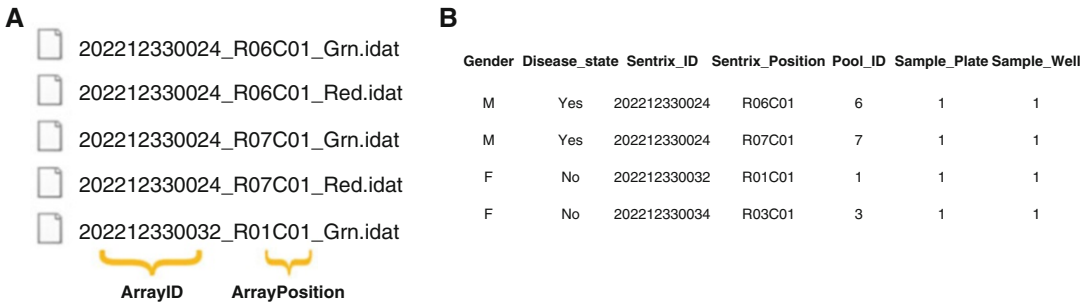 A
202212330024_R06C01_Grn.idat
202212330024_R06C01_Red.idat
202212330024_R07C01_Grn.idat
202212330024_R07C01_Red.idat
202212330032_R01C01_Grn.idat
ArrayID ArrayPosition
B
Gender Disease_state Sentrix_ID Sentrix_Position Pool_ID Sample_Plate Sample_Well
M Yes 202212330024 R06C01 6 1 1
M Yes 202212330024 R07C01 7 1 1
F No 202212330032 R01C01 1 1 1
F No 202212330034 R03C01 3 1 1